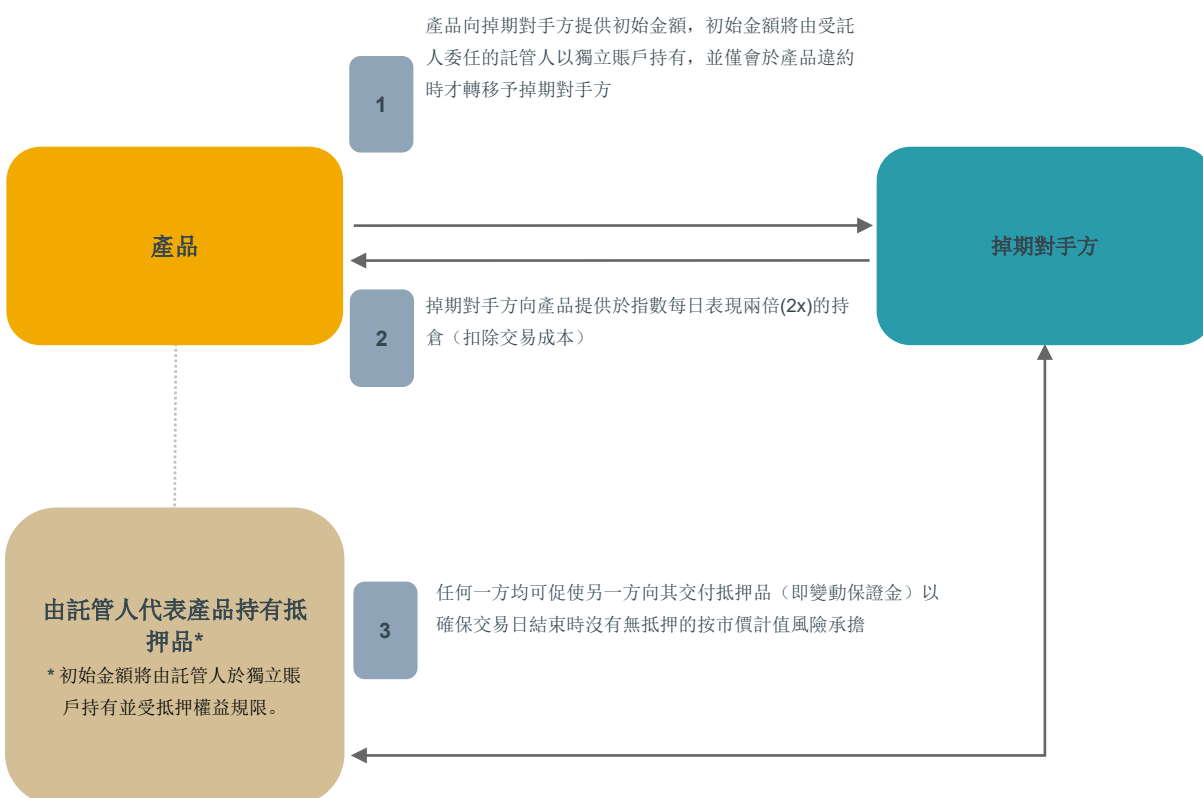 產品向掉期對手方提供初始金額，初始金額將由受託
人委任的託管人以獨立賬戶持有，並僅會於產品違約
時才轉移予掉期對手方
1
產品
掉期對手方
2
掉期對手方向產品提供於指數每日表現兩倍(2x)的持
倉（扣除交易成本）
由託管人代表產品持有抵
押品*
* 初始金額將由託管人於獨立賬
戶持有並受抵押權益規限。
3
任何一方均可促使另一方向其交付抵押品（即變動保證金）以
確保交易日結束時沒有無抵押的按市價計值風險承擔